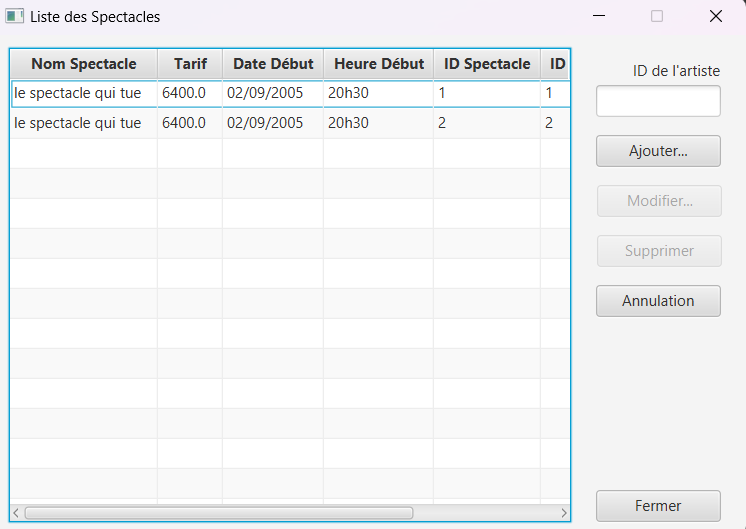 Liste des Spectacles
Nom Spectacle Tarif Date Début Heure Début ID Spectacle ID
le spectacle qui tue 6400.0 02/09/2005 20h30 1 1
le spectacle qui tue 6400.0 02/09/2005 20h30 2 2
ID de l'artiste
Ajouter...
Modifier...
Supprimer
Annulation
Fermer